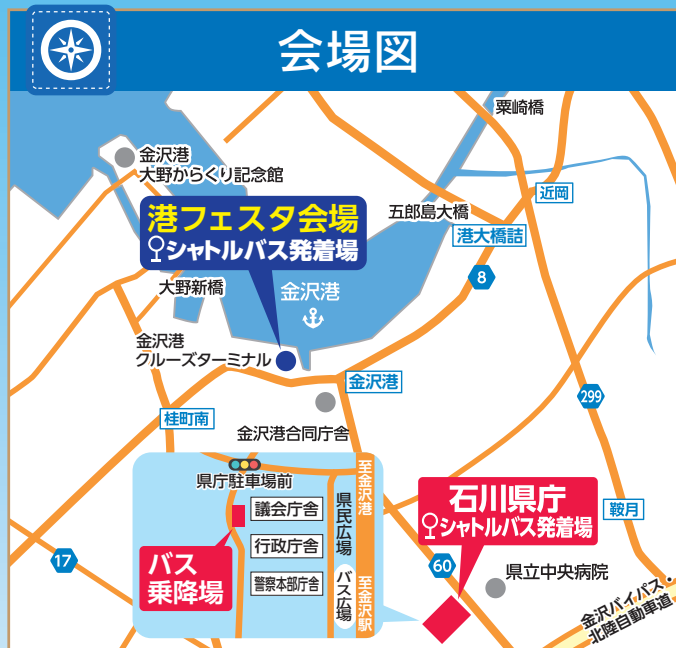 会場図
粟崎橋
金沢港
大野からくり記念館
近岡
港フェスタ会場
シャトルバス発着場
五郎島大橋
港大橋詰
8
大野新橋
金沢港
金沢港
クルーズターミナル
金沢港
299
桂町南
金沢港合同庁舎
県庁駐車場前
至金沢港
議会庁舎
県民広場
石川県庁
シャトルバス発着場
鞍月
行政庁舎
バス
乗降場
17
警察本部庁舎
バス広場
至金沢駅
60
県立中央病院
金沢バイパス・
北陸自動車道